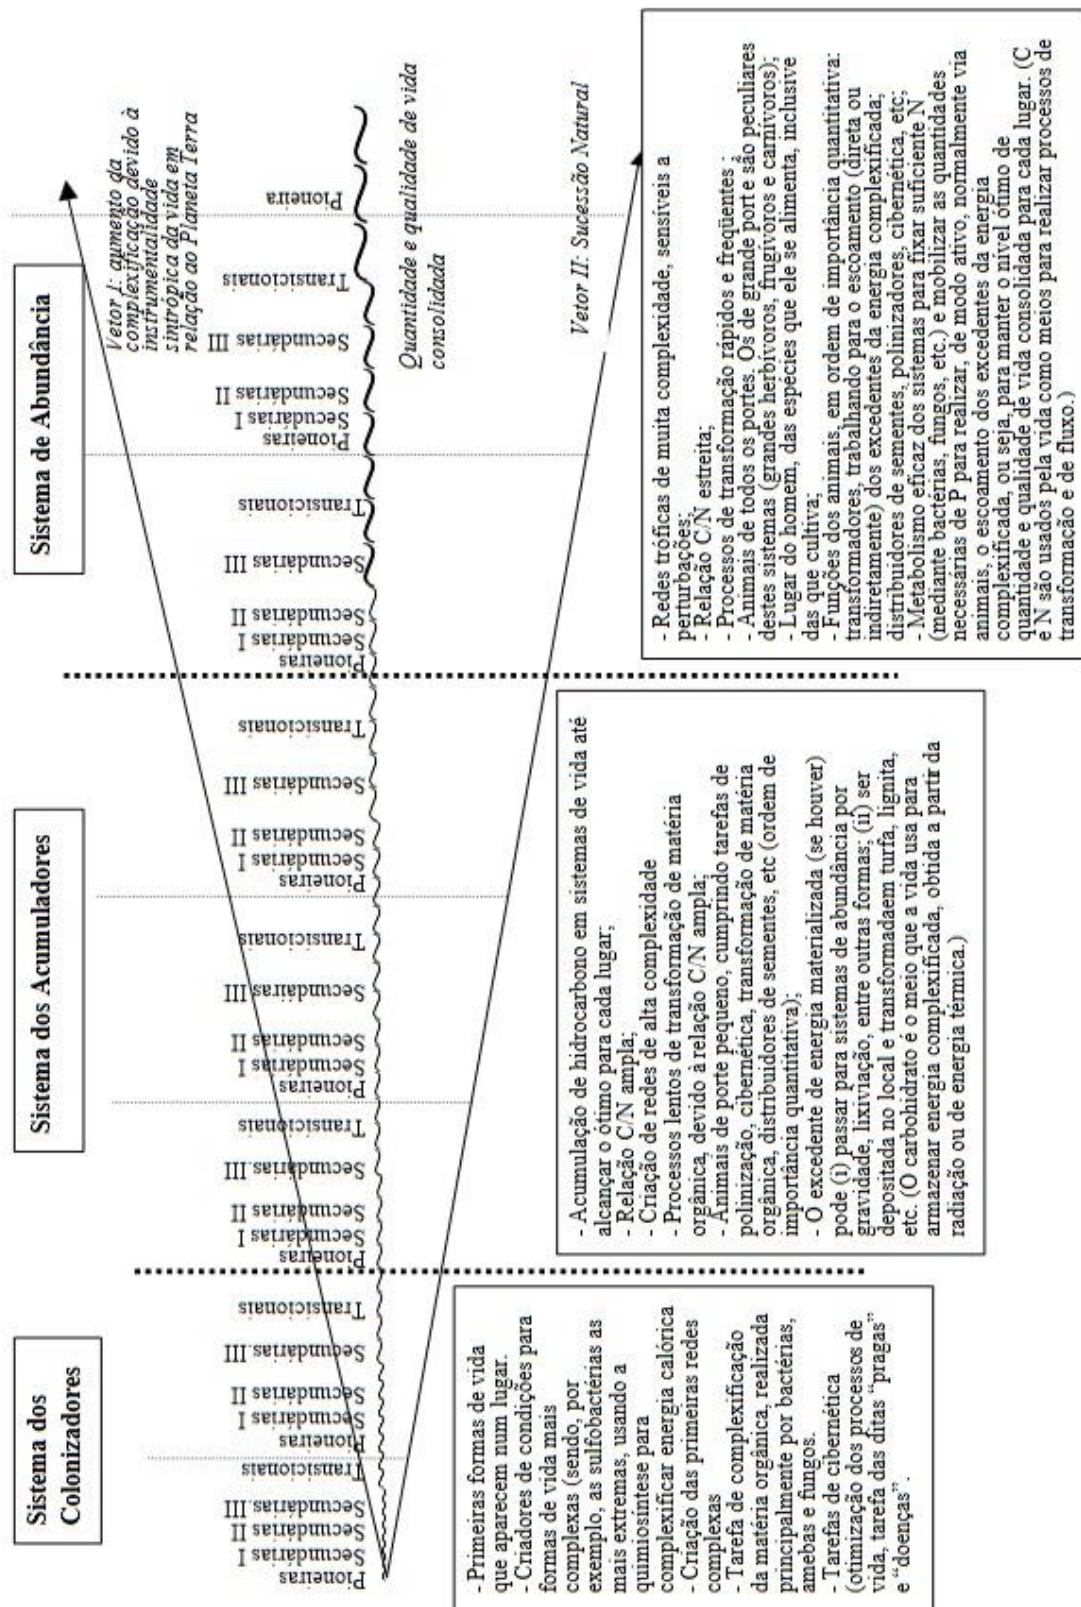 Sistema dos
Colonizadores
Sistema dos Acumuladores
Sistema de Abundância
Vetor I: aumento da
complexificação devido à
instrumentalidade
sintrópica da vida em
relação ao Planeta Terra
Pioneiras
Secundárias I
Secundárias II
Secundárias III
Transicionais
Pioneiras
Secundárias I
Secundárias II
Secundárias III
Transicionais
Pioneiras
Secundárias I
Secundárias II
Secundárias III
Transicionais
Pioneiras
Secundárias I
Secundárias II
Secundáiras III
Transicionais
Pioneiras
Secundárias I
Secundárias II
Secundárias III
Transicionais
Pioneiras
Secundárias I
Secundárias II
Secundárias III
Transicionais
Pioneiras
Secudárias I
Secundárias II
Secundárias III
Transicionais
Pioneira
Quantidade e qualidade de vida
consolidada
Vetor II: Sucessão Natural
- Primeiras formas de vida
que aparecem num lugar.
- Criadores de condições para
formas de vida mais
complexas (sendo, por
exemplo, as sulfobactérias as
mais extremas, usando a
quimiosíntese para
complexificar energia calórica
- Criação das primeiras redes
complexas
- Tarefa de complexificação
da matéria orgânica, realizada
principalmente por bactérias,
amebas e fungos.
- Tarefas de cibernética
(otimização dos processos de
vida, tarefa das ditas “pragas”
e “doenças”.
- Acumulação de hidrocarbono em sistemas de vida até
alcançar o ótimo para cada lugar;
- Relação C/N ampla;
- Criação de redes de alta complexidade
- Processos lentos de transformação de matéria
orgânica, devido à relação C/N ampla;
- Animais de porte pequeno, cumprindo tarefas de
polinização, cibernética, transformação de matéria
orgânica, distribuidores de sementes, etc (ordem de
importância quantitativa);
- O excedente de energia materializada (se houver)
pode (i) passar para sistemas de abundância por
gravidade, lixiviação, entre outras formas; (ii) ser
depositada no local e transformadaem turfa, lignita,
etc. (O carbohidrato é o meio que a vida usa para
armazenar energia complexificada, obtida a partir da
radiação ou de energia térmica.)
- Redes tróficas de muita complexidade, sensíveis a
perturbações;
- Relação C/N estreita;
- Processos de transformação rápidos e freqüentes ;
- Animais de todos os portes. Os de grande port e são peculiares
destes sistemas (grandes herbívoros, frugívoros e carnívoros);
- Lugar do homem, das espécies que ele se alimenta, inclusive
das que cultiva;
- Funções dos animais, em ordem de importância quantitativa:
transformadores, trabalhando para o escoamento (direta ou
indiretamente) dos excedentes da energia complexificada;
distribuidores de sementes, polinizadores, cibernética, etc;
- Metabolismo eficaz dos sistemas para fixar suficiente N
(mediante bactérias, fungos, etc.) e mobilizar as quantidades
necessárias de P para realizar, de modo ativo, normalmente via
animais, o escoamento dos excedentes da energia
complexificada, ou seja, para manter o nível ótimo de
quantidade e qualidade de vida consolidada para cada lugar. (C
e N são usados pela vida como meios para realizar processos de
transformação e de fluxo.)